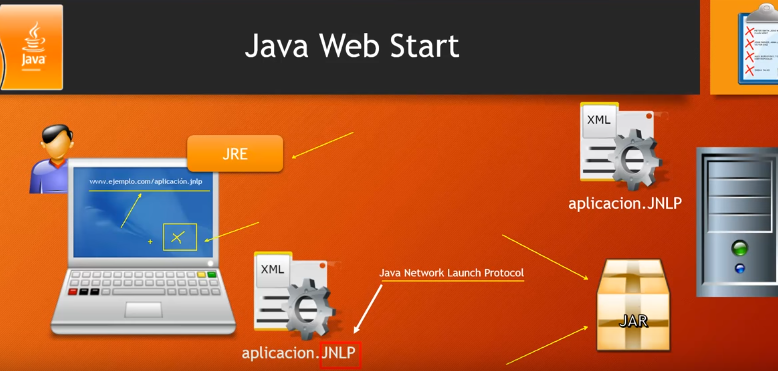 Java Web Start
Java
JRE
XML
www.ejemplo.com/aplicación.jnlp
aplicacion.JNLP
XML
Java Network Launch Protocol
JAR
aplicacion.JNLP